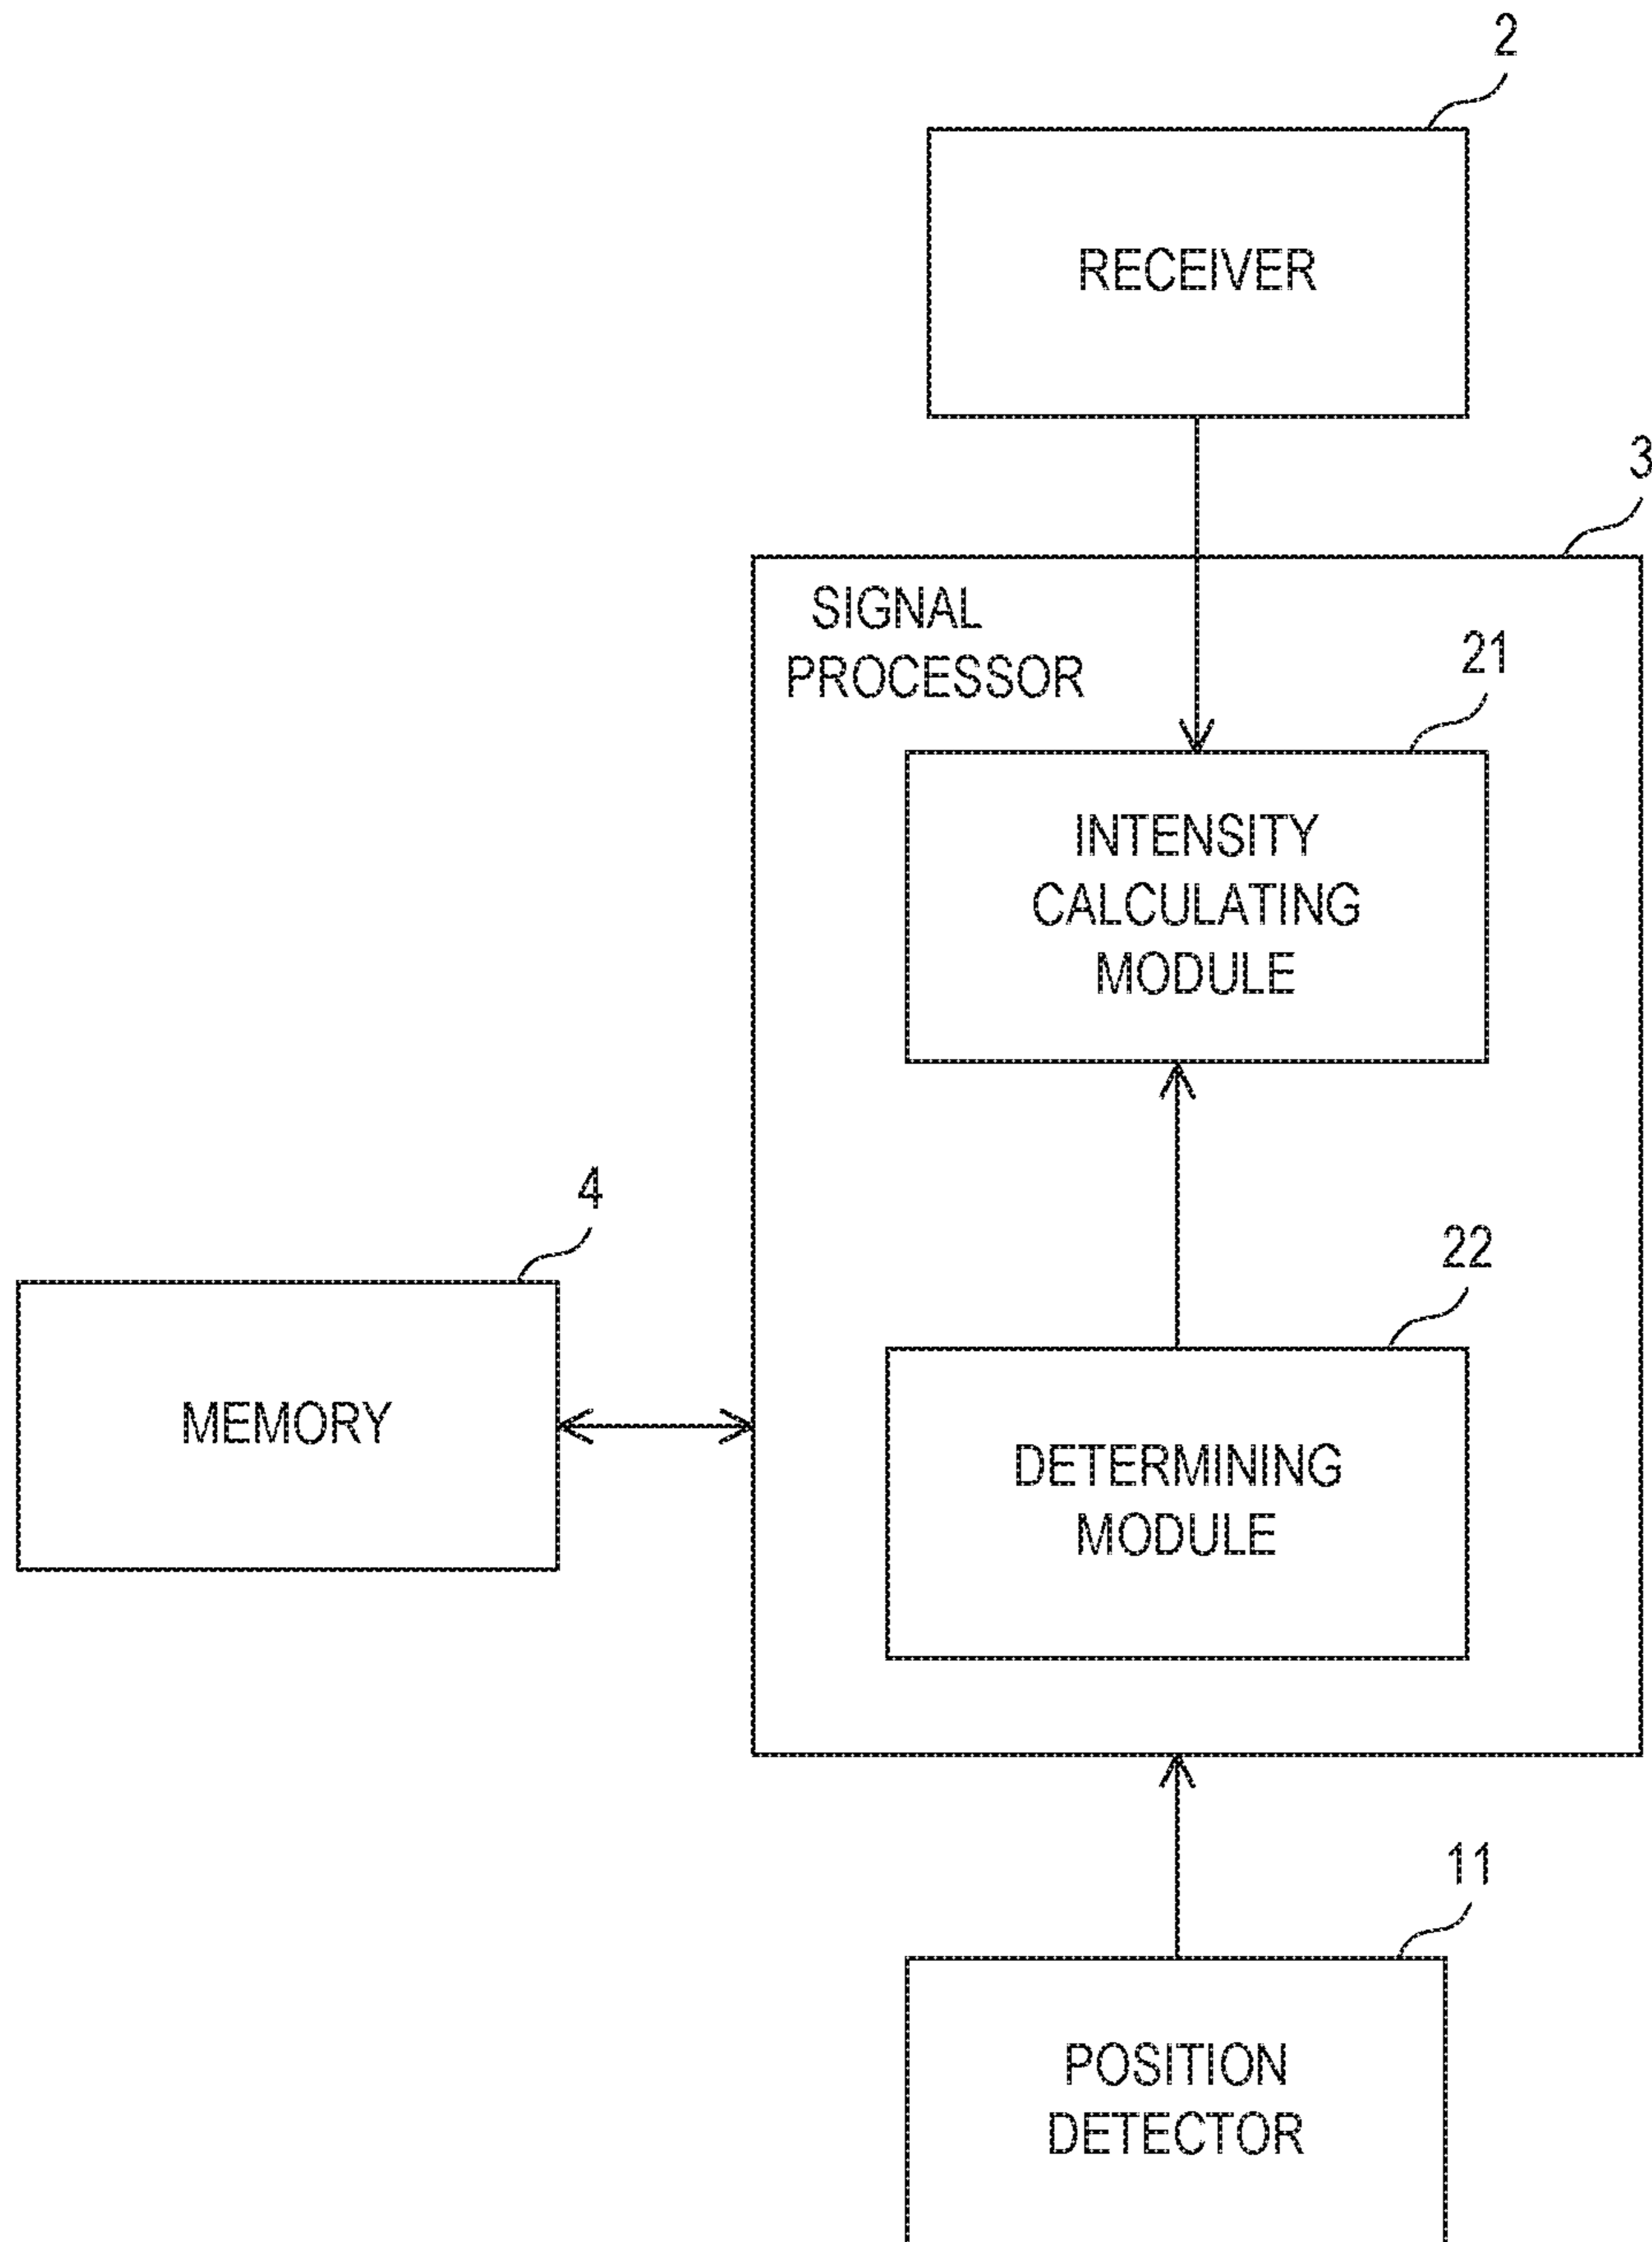 2
RECEIVER
3
SIGNAL
PROCESSOR
21
INTENSITY
CALCULATING
MODULE
4
MEMORY
22
DETERMINING
MODULE
11
POSITION
DETECTOR